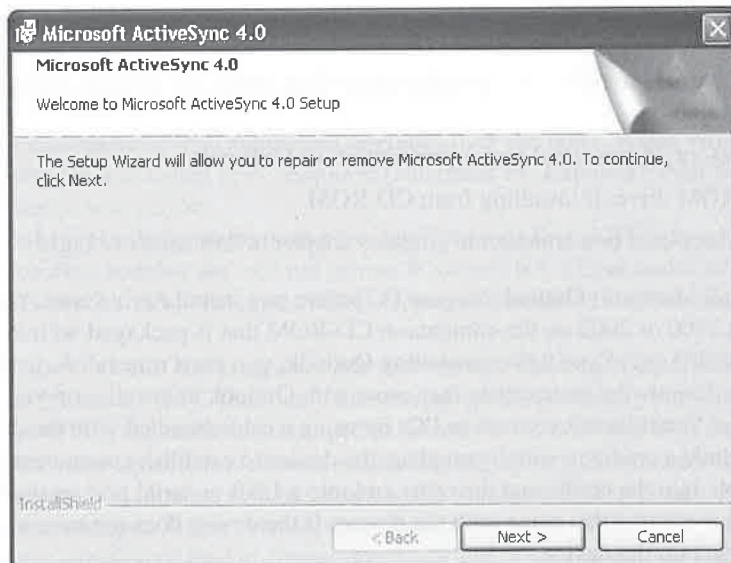 Microsoft ActiveSync 4.0
Microsoft ActiveSync 4.0
Welcome to Microsoft ActiveSync 4.0 Setup
The Setup Wizard will allow you to repair or remove Microsoft ActiveSync 4.0. To continue,
click Next.
InstallShield
< Back
Next >
Cancel